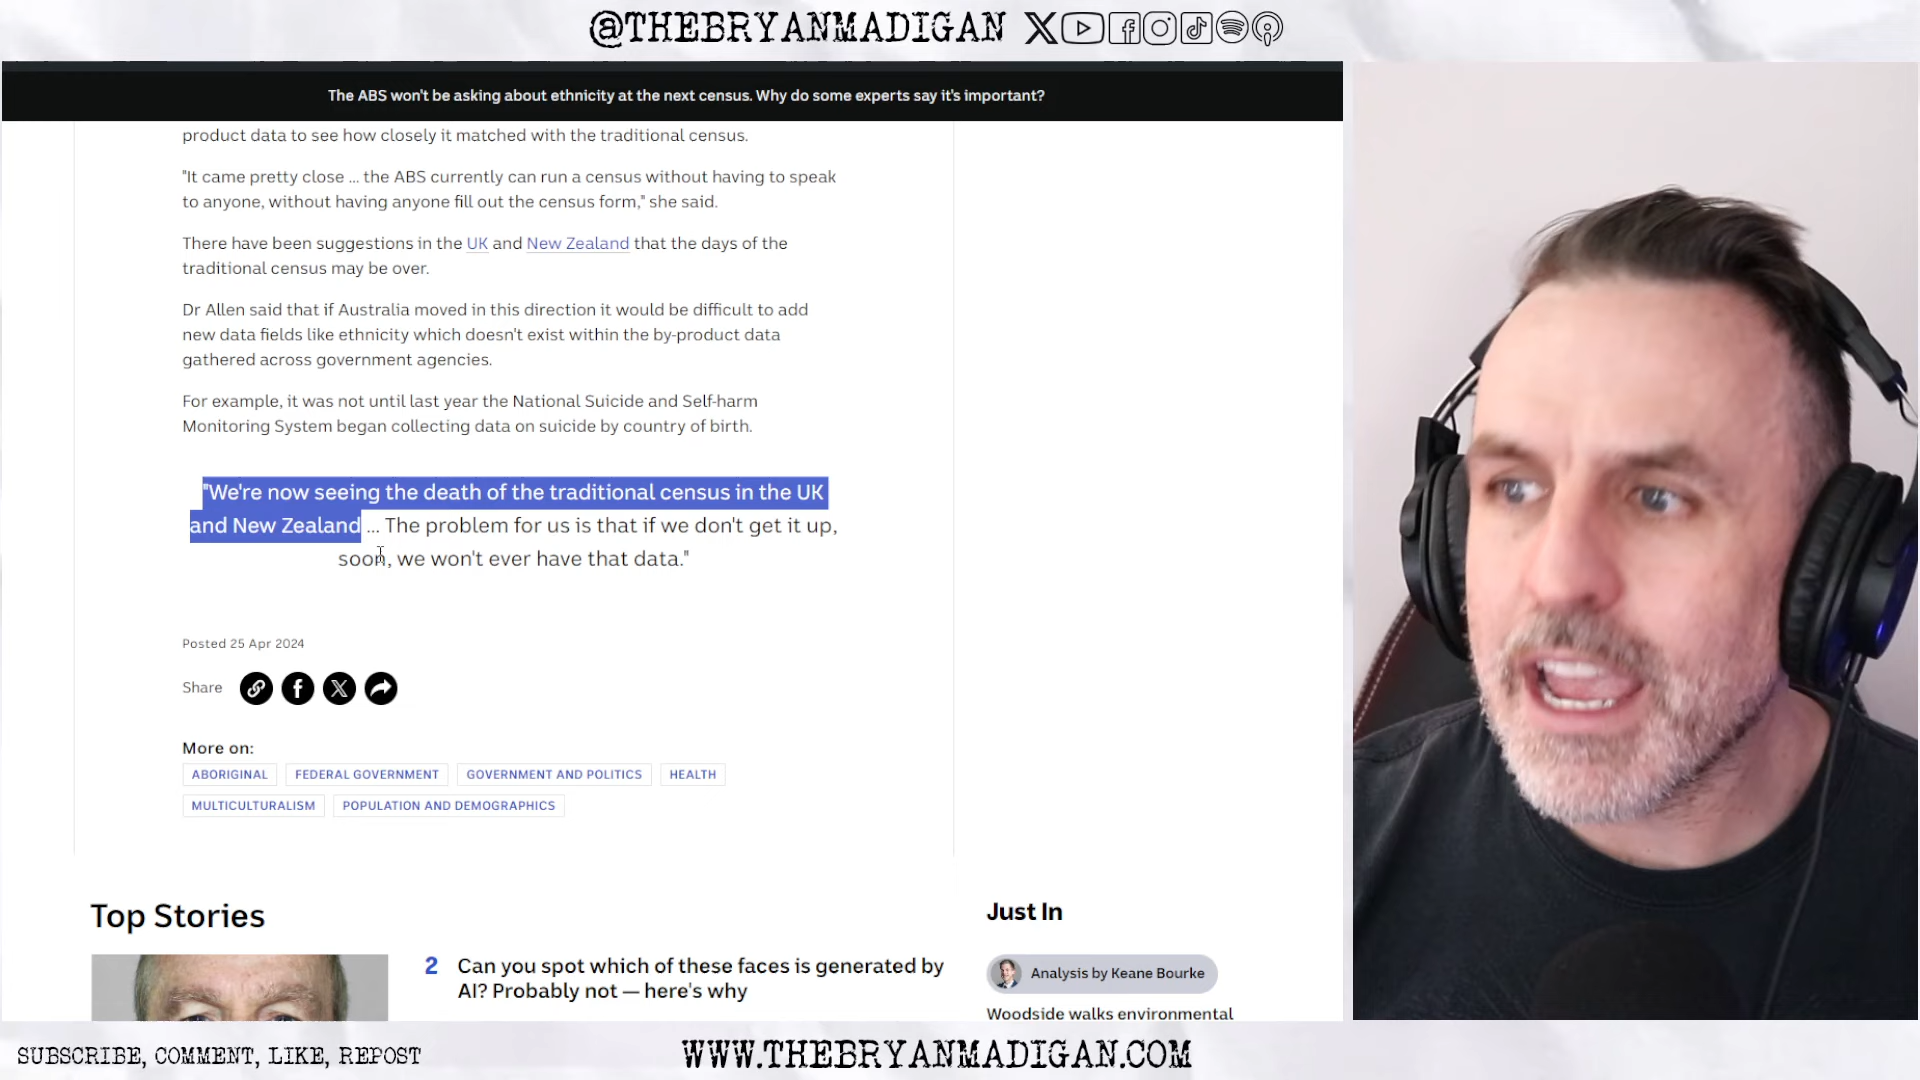 @THEBRYANMADIGAN
The ABS won't be asking about ethnicity at the next census. Why do some experts say it's important?
product data to see how closely it matched with the traditional census.
"It came pretty close ... the ABS currently can run a census without having to speak
to anyone, without having anyone fill out the census form," she said.
There have been suggestions in the UK and New Zealand that the days of the
traditional census may be over.
Dr Allen said that if Australia moved in this direction it would be difficult to add
new data fields like ethnicity which doesn't exist within the by-product data
gathered across government agencies.
For example, it was not until last year the National Suicide and Self-harm
Monitoring System began collecting data on suicide by country of birth.
"We're now seeing the death of the traditional census in the UK
and New Zealand ... The problem for us is that if we don't get it up,
soon, we won't ever have that data."
Posted 25 Apr 2024
Share
More on:
ABORIGINAL FEDERAL GOVERNMENT GOVERNMENT AND POLITICS HEALTH
MULTICULTURALISM POPULATION AND DEMOGRAPHICS
Top Stories
2 Can you spot which of these faces is generated by
AI? Probably not — here's why
Just In
Analysis by Keane Bourke
Woodside walks environmental
SUBSCRIBE, COMMENT, LIKE, REPOST
WWW.THEBRYANMADIGAN.COM